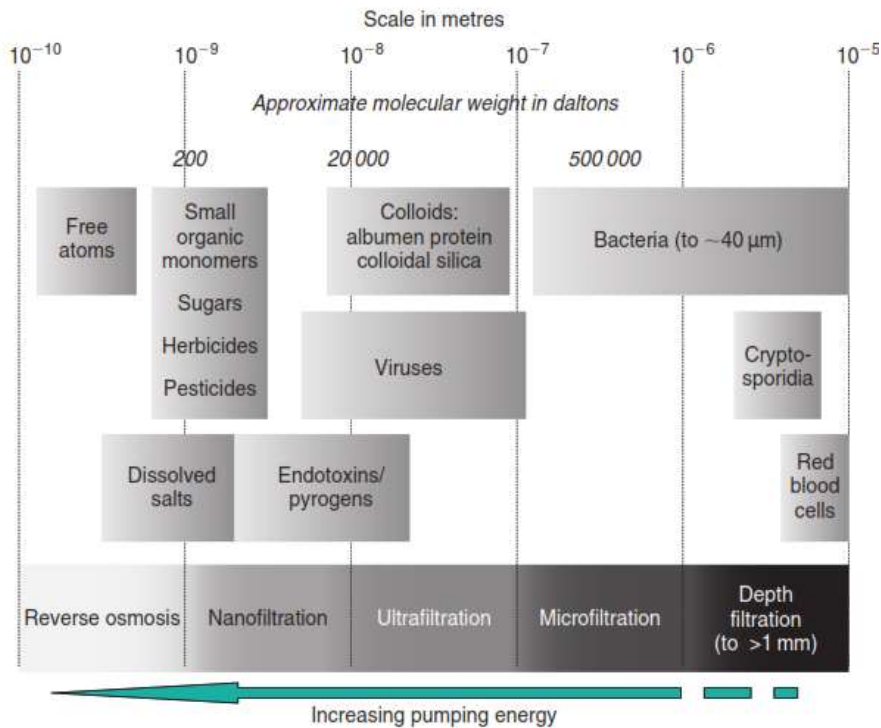 Scale in metres
10⁻¹⁰ 10⁻⁹ 10⁻⁸ 10⁻⁷ 10⁻⁶ 10⁻⁵
Approximate molecular weight in daltons
200 20 000 500 000
Free
atoms
Small
organic
monomers
Sugars
Herbicides
Pesticides
Colloids:
albumen protein
colloidal silica
Bacteria (to ~40 μm)
Viruses
Crypto-
sporidia
Dissolved
salts
Endotoxins/
pyrogens
Red
blood
cells
Reverse osmosis
Nanofiltration
Ultrafiltration
Microfiltration
Depth
filtration
(to >1 mm)
Increasing pumping energy